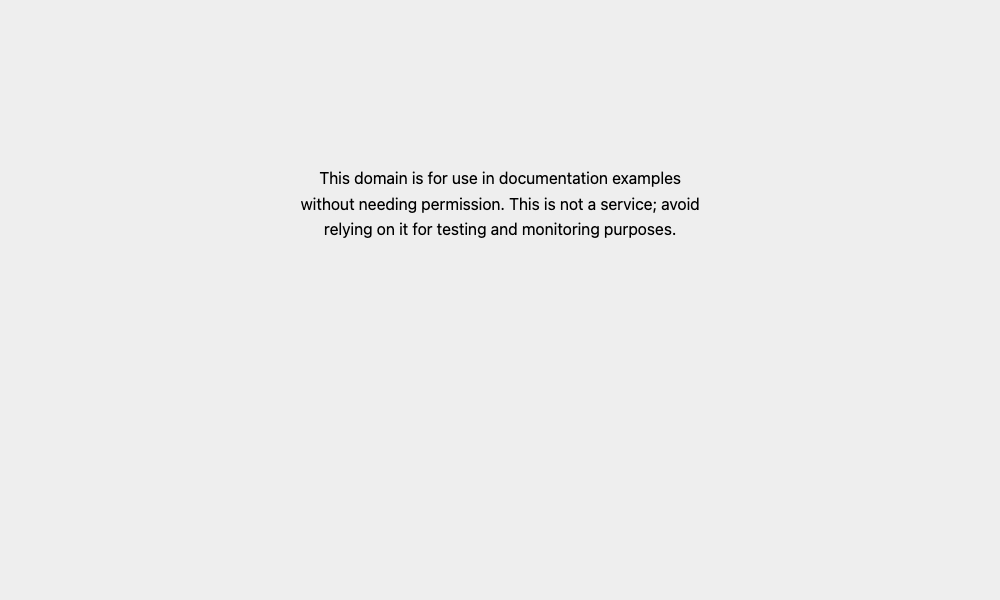 This domain is for use in documentation examples
without needing permission. This is not a service; avoid
relying on it for testing and monitoring purposes.